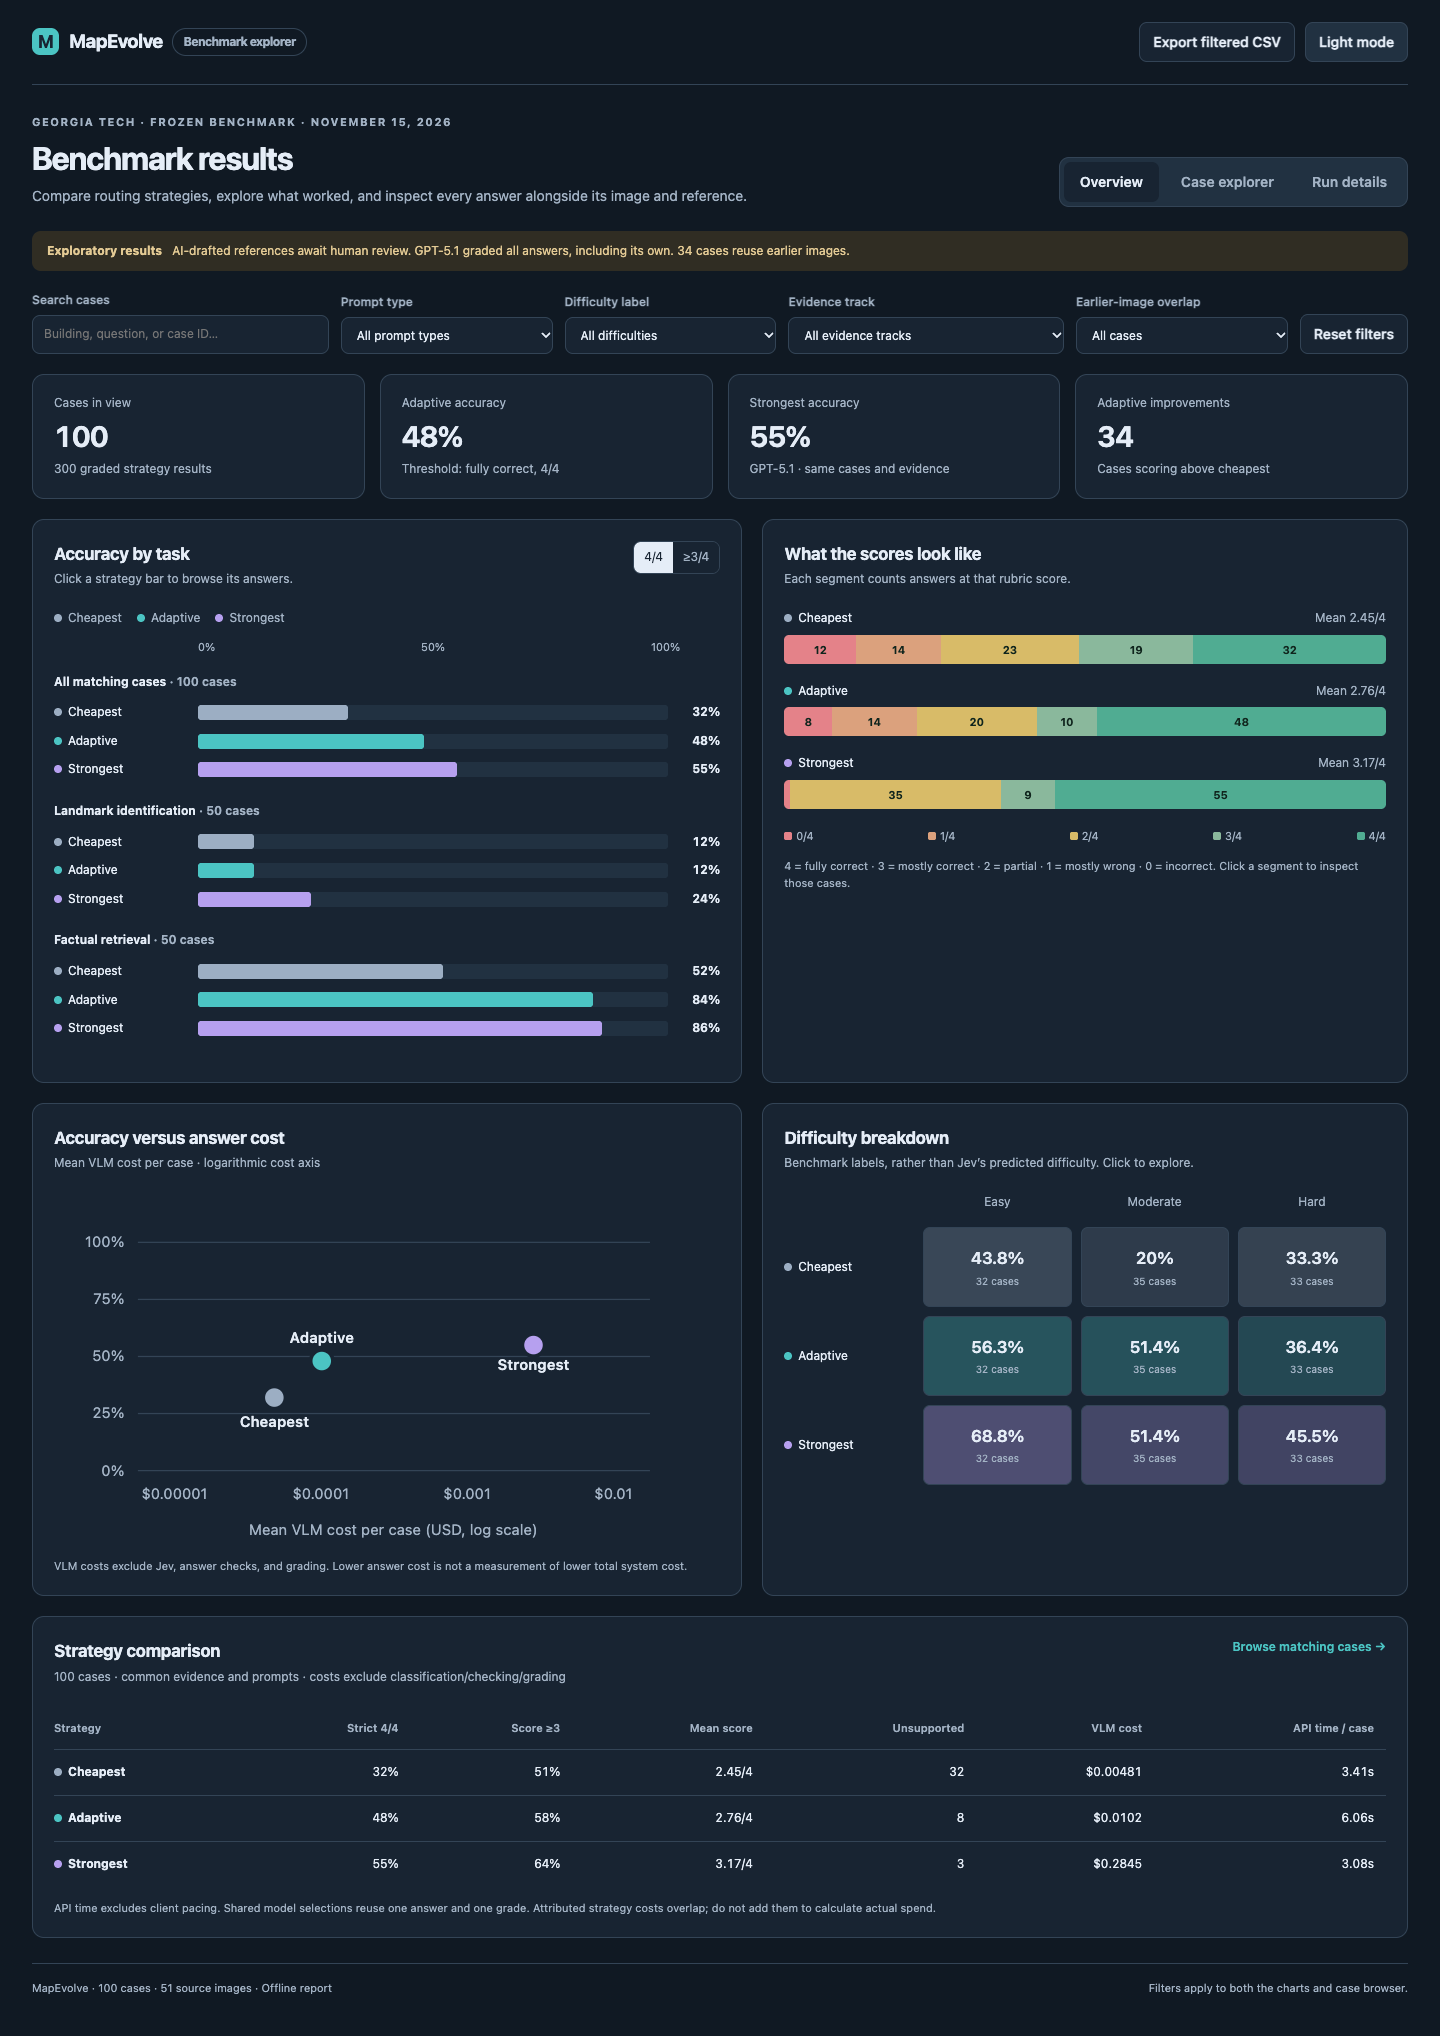 M MapEvolve Benchmark explorer
Export filtered CSV
Light mode
GEORGIA TECH · FROZEN BENCHMARK · NOVEMBER 15, 2026
Benchmark results
Compare routing strategies, explore what worked, and inspect every answer alongside its image and reference.
Overview Case explorer Run details
Exploratory results AI-drafted references await human review. GPT-5.1 graded all answers, including its own. 34 cases reuse earlier images.
Search cases
Building, question, or case ID...
Prompt type
All prompt types
Difficulty label
All difficulties
Evidence track
All evidence tracks
Earlier-image overlap
All cases
Reset filters
Cases in view
100
300 graded strategy results
Adaptive accuracy
48%
Threshold: fully correct, 4/4
Strongest accuracy
55%
GPT-5.1 · same cases and evidence
Adaptive improvements
34
Cases scoring above cheapest
Accuracy by task
4/4 ≥3/4
Click a strategy bar to browse its answers.
Cheapest Adaptive Strongest
0% 50% 100%
All matching cases · 100 cases
Cheapest 32%
Adaptive 48%
Strongest 55%
Landmark identification · 50 cases
Cheapest 12%
Adaptive 12%
Strongest 24%
Factual retrieval · 50 cases
Cheapest 52%
Adaptive 84%
Strongest 86%
What the scores look like
Each segment counts answers at that rubric score.
Cheapest Mean 2.45/4
12 14 23 19 32
Adaptive Mean 2.76/4
8 14 20 10 48
Strongest Mean 3.17/4
35 9 55
0/4 1/4 2/4 3/4 4/4
4 = fully correct · 3 = mostly correct · 2 = partial · 1 = mostly wrong · 0 = incorrect. Click a segment to inspect
those cases.
Accuracy versus answer cost
Mean VLM cost per case · logarithmic cost axis
100%
75%
Adaptive
50%
Strongest
25%
Cheapest
0%
$0.00001 $0.0001 $0.001 $0.01
Mean VLM cost per case (USD, log scale)
VLM costs exclude Jev, answer checks, and grading. Lower answer cost is not a measurement of lower total system cost.
Difficulty breakdown
Benchmark labels, rather than Jev's predicted difficulty. Click to explore.
Easy Moderate Hard
Cheapest
43.8% 20% 33.3%
32 cases 35 cases 33 cases
Adaptive
56.3% 51.4% 36.4%
32 cases 35 cases 33 cases
Strongest
68.8% 51.4% 45.5%
32 cases 35 cases 33 cases
Strategy comparison
Browse matching cases →
100 cases · common evidence and prompts · costs exclude classification/checking/grading
Strategy Strict 4/4 Score ≥3 Mean score Unsupported VLM cost API time / case
Cheapest 32% 51% 2.45/4 32 $0.00481 3.41s
Adaptive 48% 58% 2.76/4 8 $0.0102 6.06s
Strongest 55% 64% 3.17/4 3 $0.2845 3.08s
API time excludes client pacing. Shared model selections reuse one answer and one grade. Attributed strategy costs overlap; do not add them to calculate actual spend.
MapEvolve · 100 cases · 51 source images · Offline report
Filters apply to both the charts and case browser.